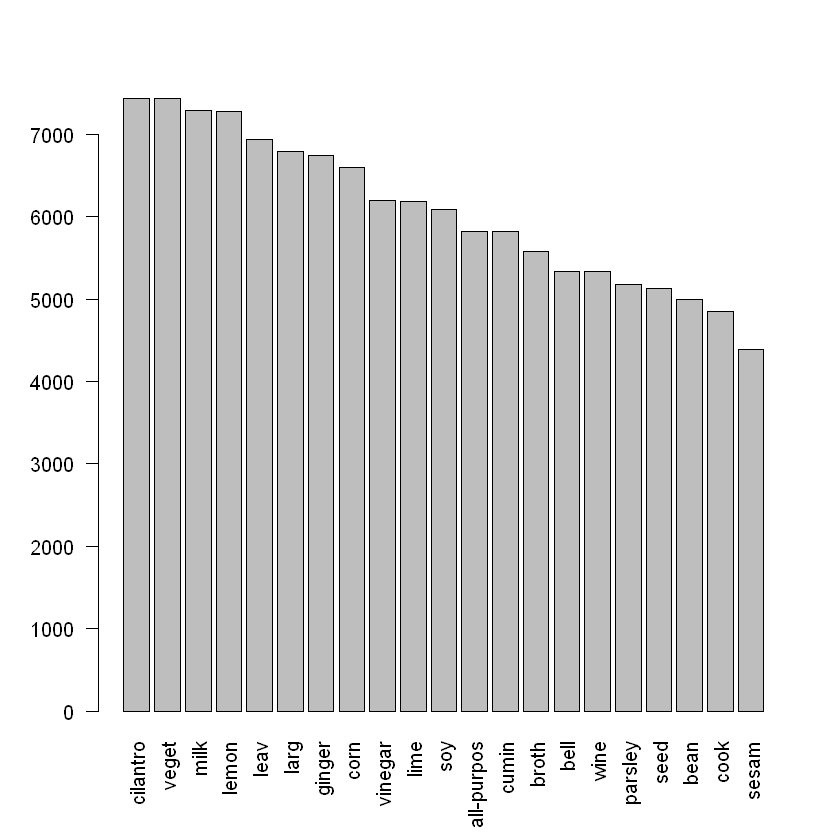 7000
6000
5000
4000
3000
2000
1000
0
cilantro
veget
milk
lemon
leav
larg
ginger
corn
vinegar
lime
soy
all-purpos
cumin
broth
bell
wine
parsley
seed
bean
cook
sesam